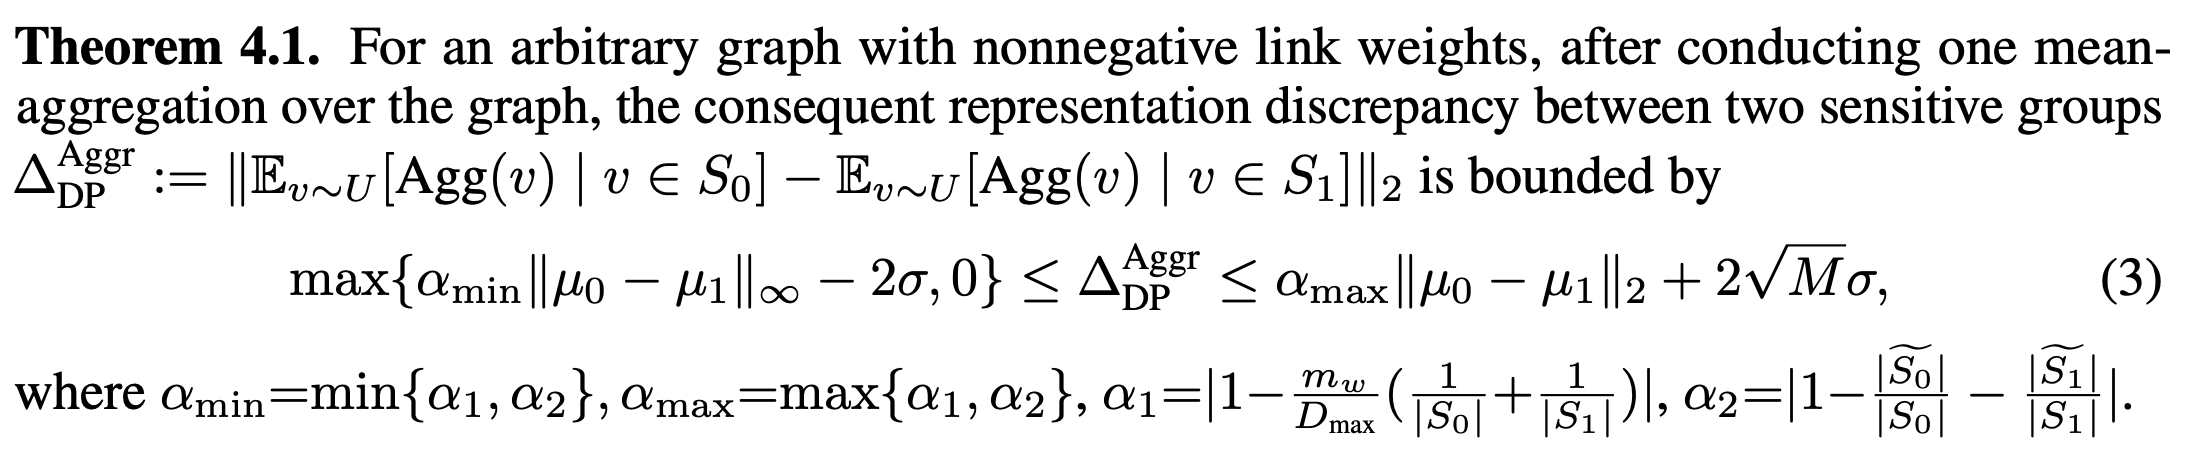 Theorem 4.1. For an arbitrary graph with nonnegative link weights, after conducting one mean-
aggregation over the graph, the consequent representation discrepancy between two sensitive groups
$\Delta_{\text{DP}}^{\text{Aggr}} := \|\mathbb{E}_{v\sim U}[\text{Agg}(v) \mid v \in S_0] - \mathbb{E}_{v\sim U}[\text{Agg}(v) \mid v \in S_1]\|_2$ is bounded by
$\max\{\alpha_{\min}\|\mu_0 - \mu_1\|_\infty - 2\sigma, 0\} \leq \Delta_{\text{DP}}^{\text{Aggr}} \leq \alpha_{\max}\|\mu_0 - \mu_1\|_2 + 2\sqrt{M}\sigma,$ (3)
where $\alpha_{\min}=\min\{\alpha_1, \alpha_2\}, \alpha_{\max}=\max\{\alpha_1, \alpha_2\}, \alpha_1=|1-\frac{m_w}{D_{\text{max}}}(\frac{1}{|S_0|}+\frac{1}{|S_1|})|, \alpha_2=|1-\frac{|\widetilde{S_0}|}{|S_0|}-\frac{|\widetilde{S_1}|}{|S_1|}|.$